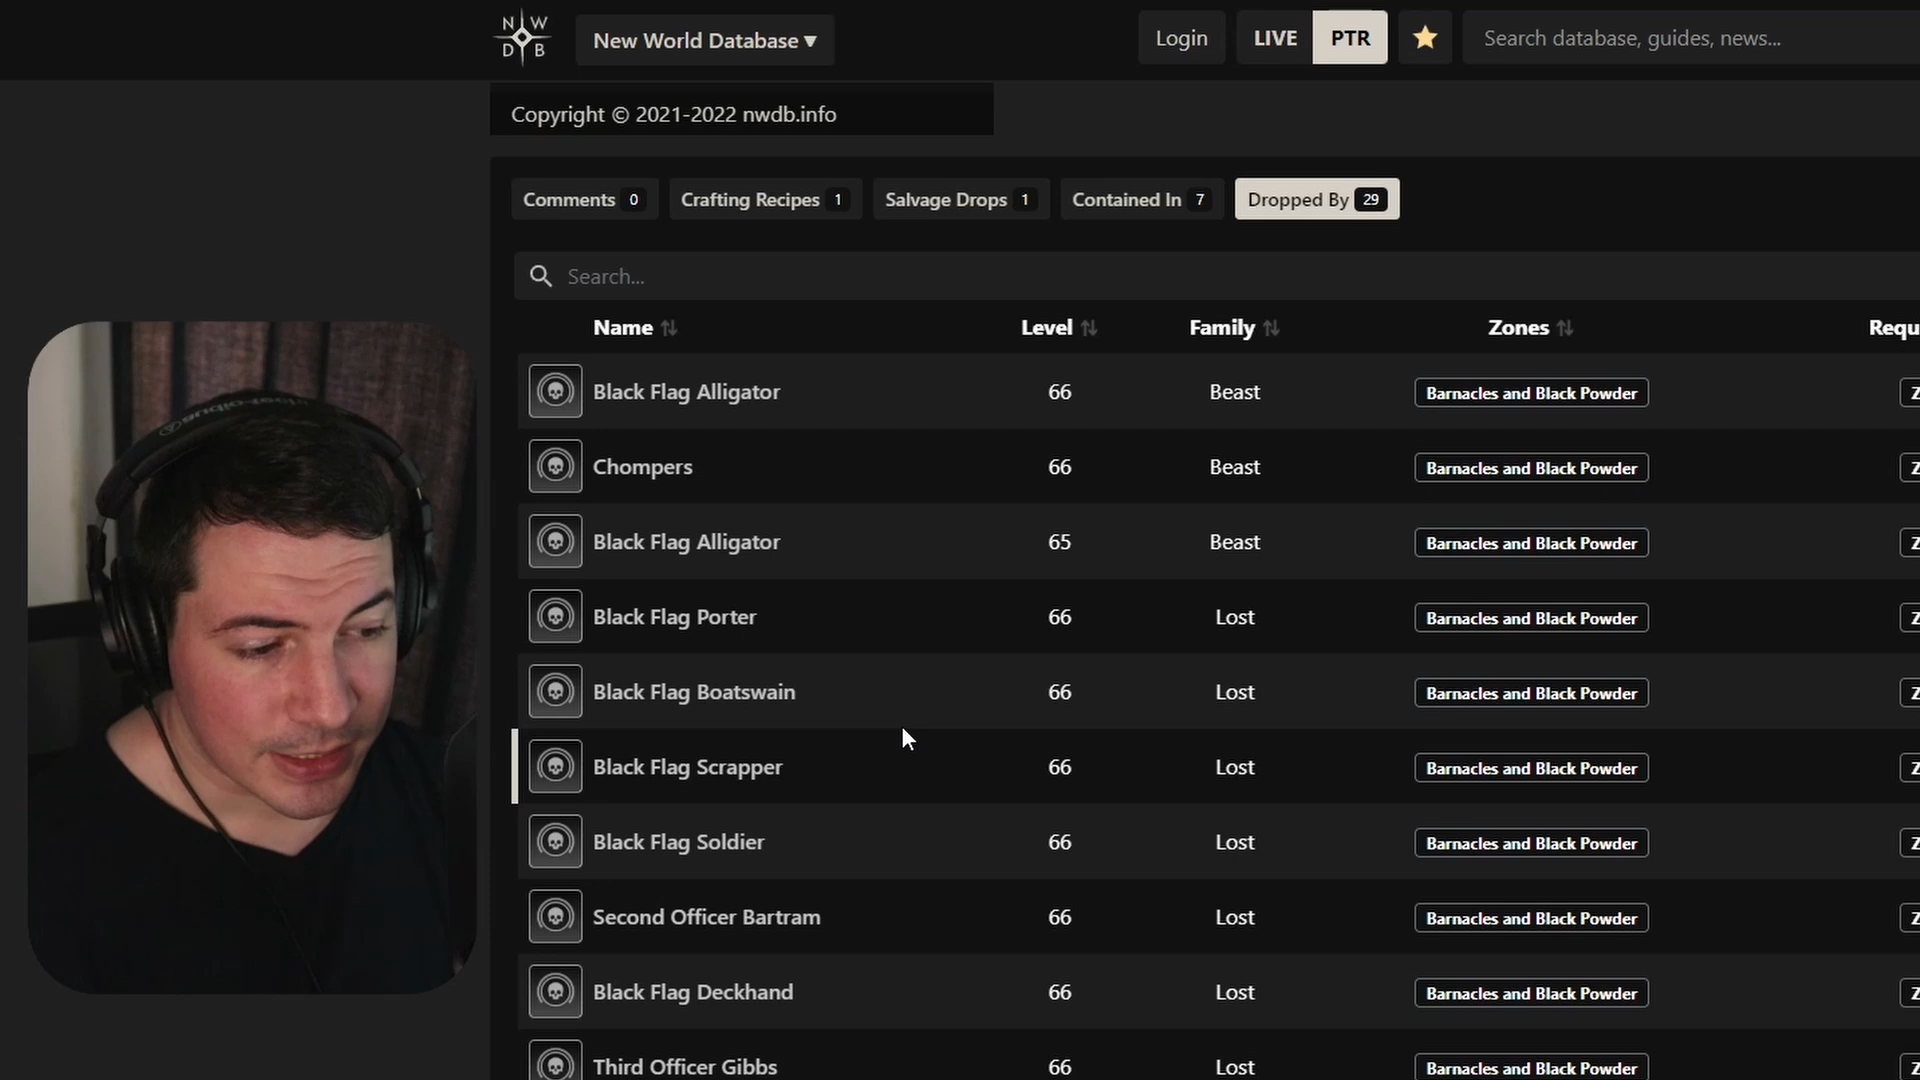 N W
D B
New World Database ▼
Login
LIVE
PTR
Search database, guides, news...
Copyright © 2021-2022 nwdb.info
Comments 0
Crafting Recipes 1
Salvage Drops 1
Contained In 7
Dropped By 29
Search...
Name Level Family Zones Requ
Black Flag Alligator 66 Beast Barnacles and Black Powder Z
Chompers 66 Beast Barnacles and Black Powder Z
Black Flag Alligator 65 Beast Barnacles and Black Powder Z
Black Flag Porter 66 Lost Barnacles and Black Powder Z
Black Flag Boatswain 66 Lost Barnacles and Black Powder Z
Black Flag Scrapper 66 Lost Barnacles and Black Powder Z
Black Flag Soldier 66 Lost Barnacles and Black Powder Z
Second Officer Bartram 66 Lost Barnacles and Black Powder Z
Black Flag Deckhand 66 Lost Barnacles and Black Powder Z
Third Officer Gibbs 66 Lost Barnacles and Black Powder Z